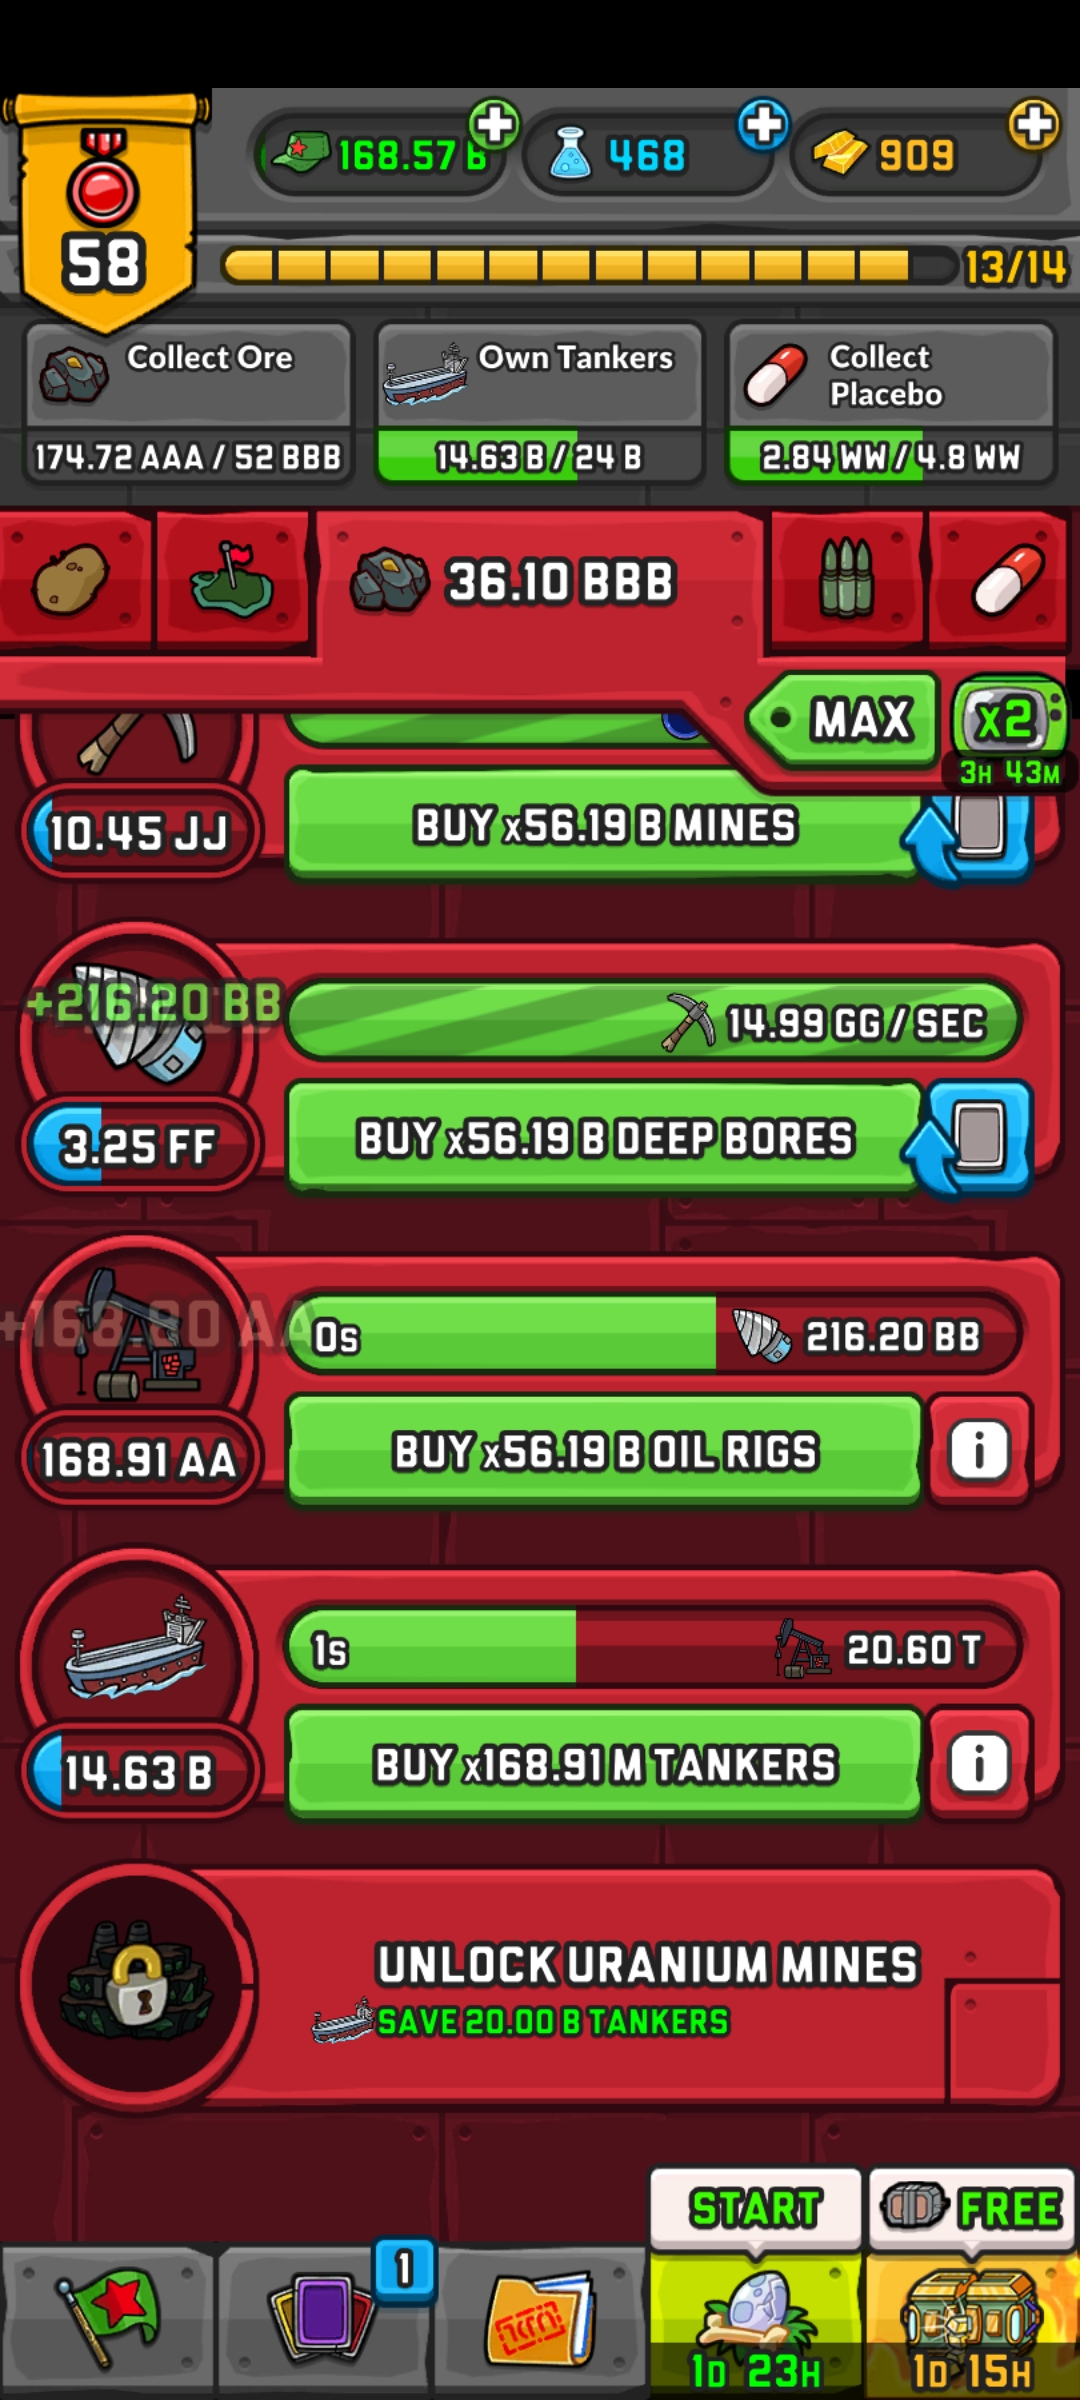 168.57 B
468
909
58
13/14
Collect Ore
Own Tankers
Collect
Placebo
174.72 AAA / 52 BBB
14.63 B / 24 B
2.84 WW / 4.8 WW
36.10 BBB
MAX
x2
3H 43M
10.45 JJ
BUY x56.19 B MINES
+216.20 BB
14.99 GG / SEC
3.25 FF
BUY x56.19 B DEEP BORES
+168.80 AA
0s
216.20 BB
168.91 AA
BUY x56.19 B OIL RIGS
i
1s
20.60 T
14.63 B
BUY x168.91 M TANKERS
i
UNLOCK URANIUM MINES
SAVE 20.00 B TANKERS
START
FREE
1
1D 23H
1D 15H